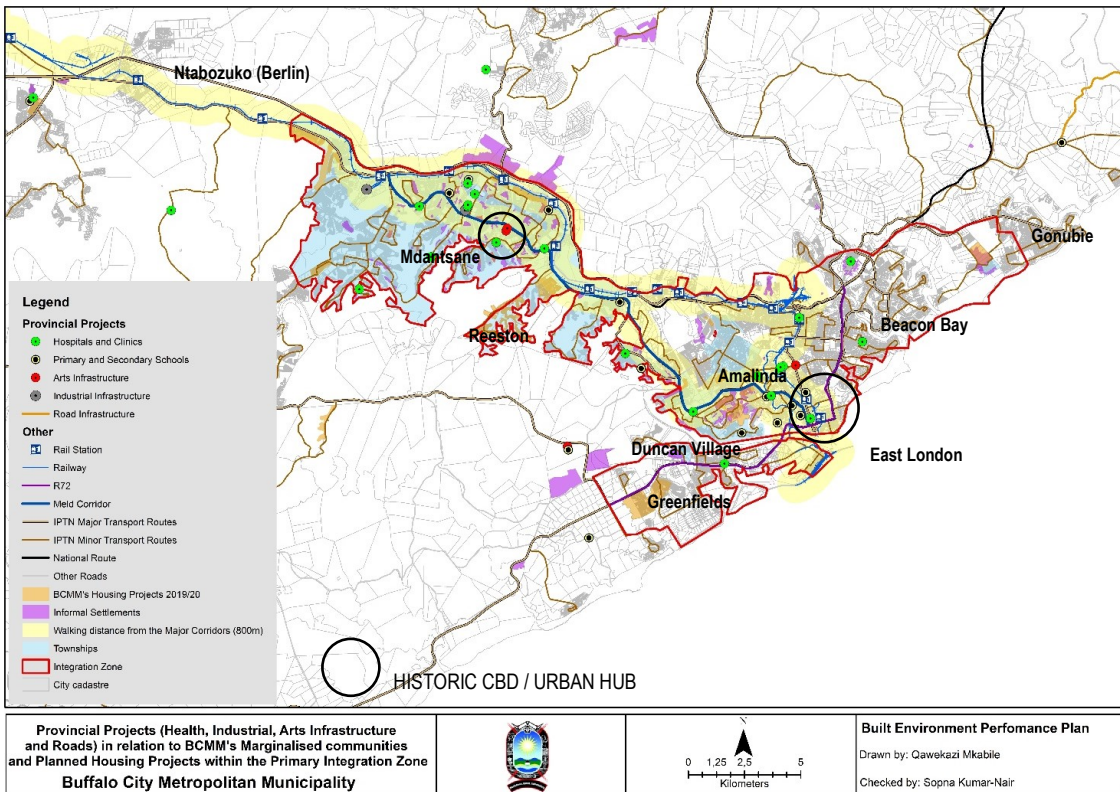 Ntabozuko (Berlin)
Gonubie
Mdantsane
Beacon Bay
Reeston
Amalinda
East London
Duncan Village
Greenfields
Legend
Provincial Projects
Hospitals and Clinics
Primary and Secondary Schools
Arts Infrastructure
Industrial Infrastructure
Road Infrastructure
Other
Rail Station
Railway
R72
Meld Corridor
IPTN Major Transport Routes
IPTN Minor Transport Routes
National Route
Other Roads
BCMM's Housing Projects 2019/20
Informal Settlements
Walking distance from the Major Corridors (800m)
Townships
Integration Zone
City cadastre
HISTORIC CBD / URBAN HUB
Provincial Projects (Health, Industrial, Arts Infrastructure
and Roads) in relation to BCMM's Marginalised communities
and Planned Housing Projects within the Primary Integration Zone
Buffalo City Metropolitan Municipality
N
0 1,25 2,5 5
Kilometers
Built Environment Perfomance Plan
Drawn by: Qawekazi Mkabile
Checked by: Sopna Kumar-Nair